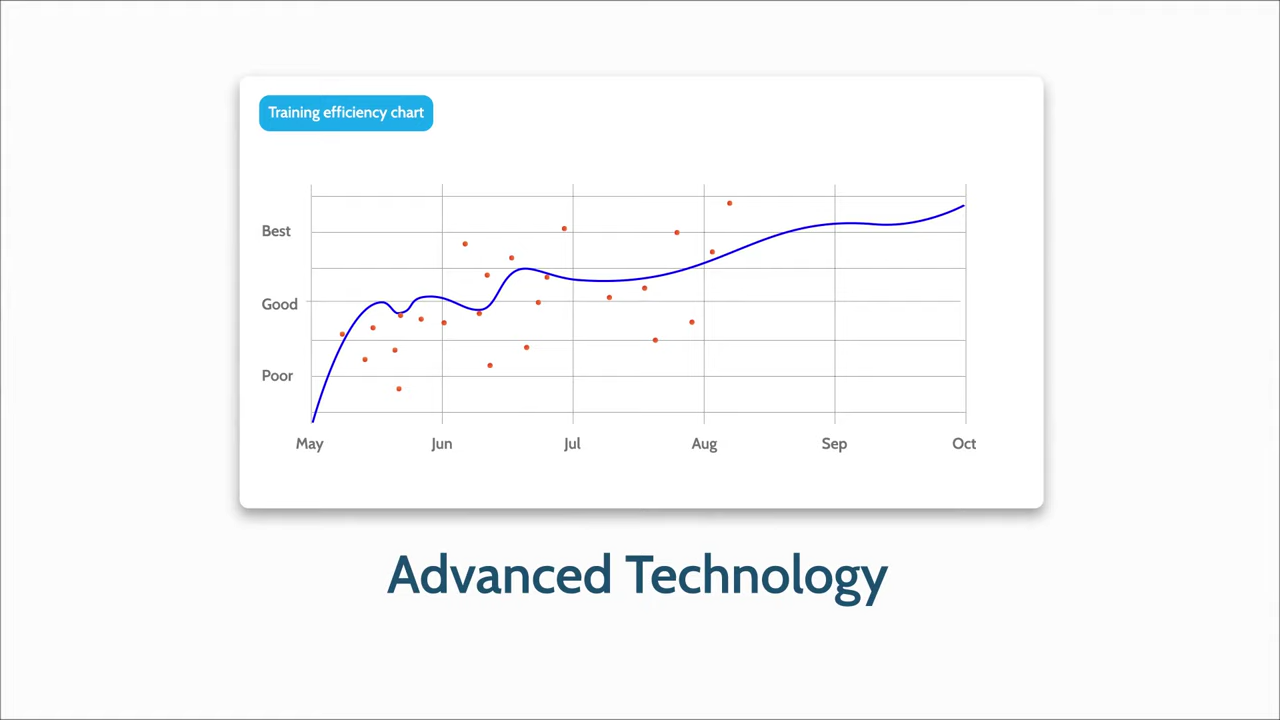 Training efficiency chart
Best
Good
Poor
May Jun Jul Aug Sep Oct
Advanced Technology